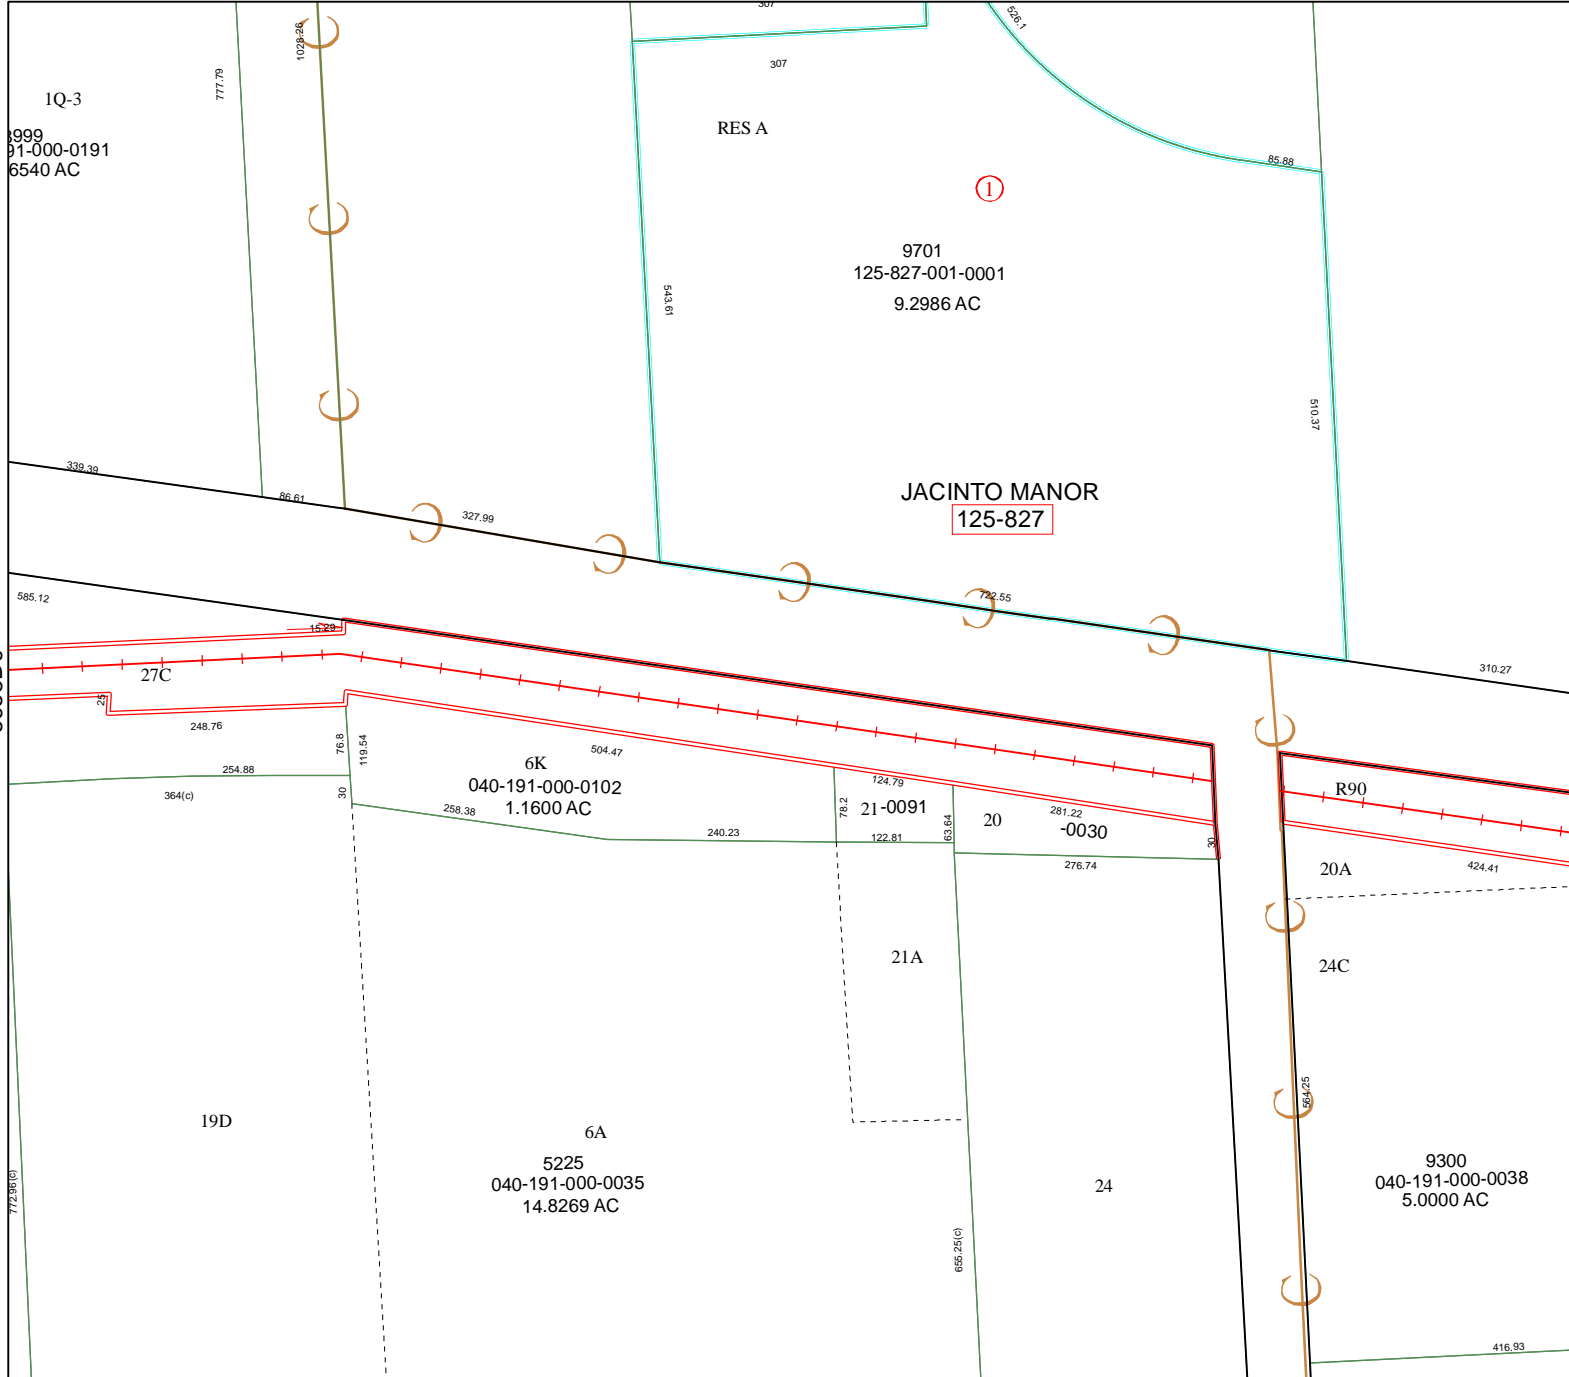 307
526.1
1028.26
777.79
307
1Q-3
RES A
3999
91-000-0191
6540 AC
85.88
1
9701
125-827-001-0001
9.2986 AC
543.61
510.37
339.39
86.61
327.99
JACINTO MANOR
125-827
722.55
585.12
15.29
310.27
27C
25
248.76
76.8
119.54
504.47
254.88
6K
040-191-000-0102
1.1600 AC
364(c)
30
258.38
124.79
78.2
21
-0091
63.64
281.22
20
-0030
30
R90
240.23
122.81
276.74
20A
424.41
21A
24C
564.25
19D
6A
5225
040-191-000-0035
14.8269 AC
772.96(c)
24
9300
040-191-000-0038
5.0000 AC
655.25(c)
416.93